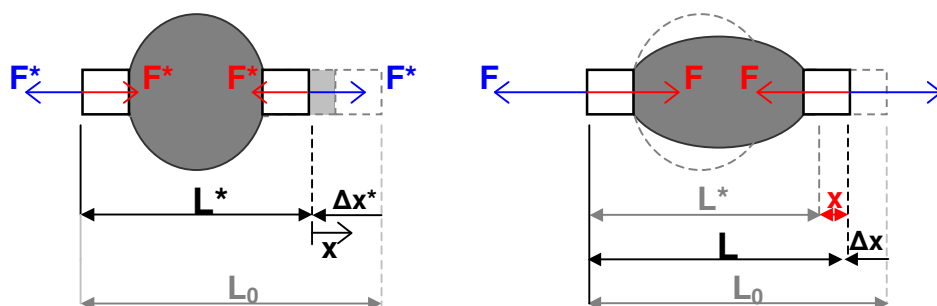 F* F* F* F*
L* Δx*
x
L₀
F F F
L* x
L Δx
L₀